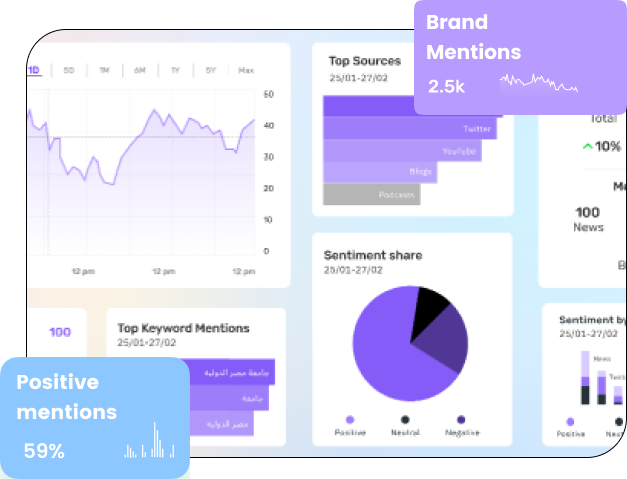 Brand
Mentions
2.5k
1D 5D 1M 6M 1Y 5Y Max
50
40
30
20
10
0
12 pm 12 pm 12 pm
Top Sources
25/01-27/02
Twitter
YouTube
Blogs
Podcasts
Total
10%
100
News
Sentiment share
25/01-27/02
Positive Neutral Negative
100
Top Keyword Mentions
25/01-27/02
جامعة مصر الدولية
جامعة
مصر الدولية
Positive
mentions
59%
Sentiment by
25/01-27/02
News
Positive